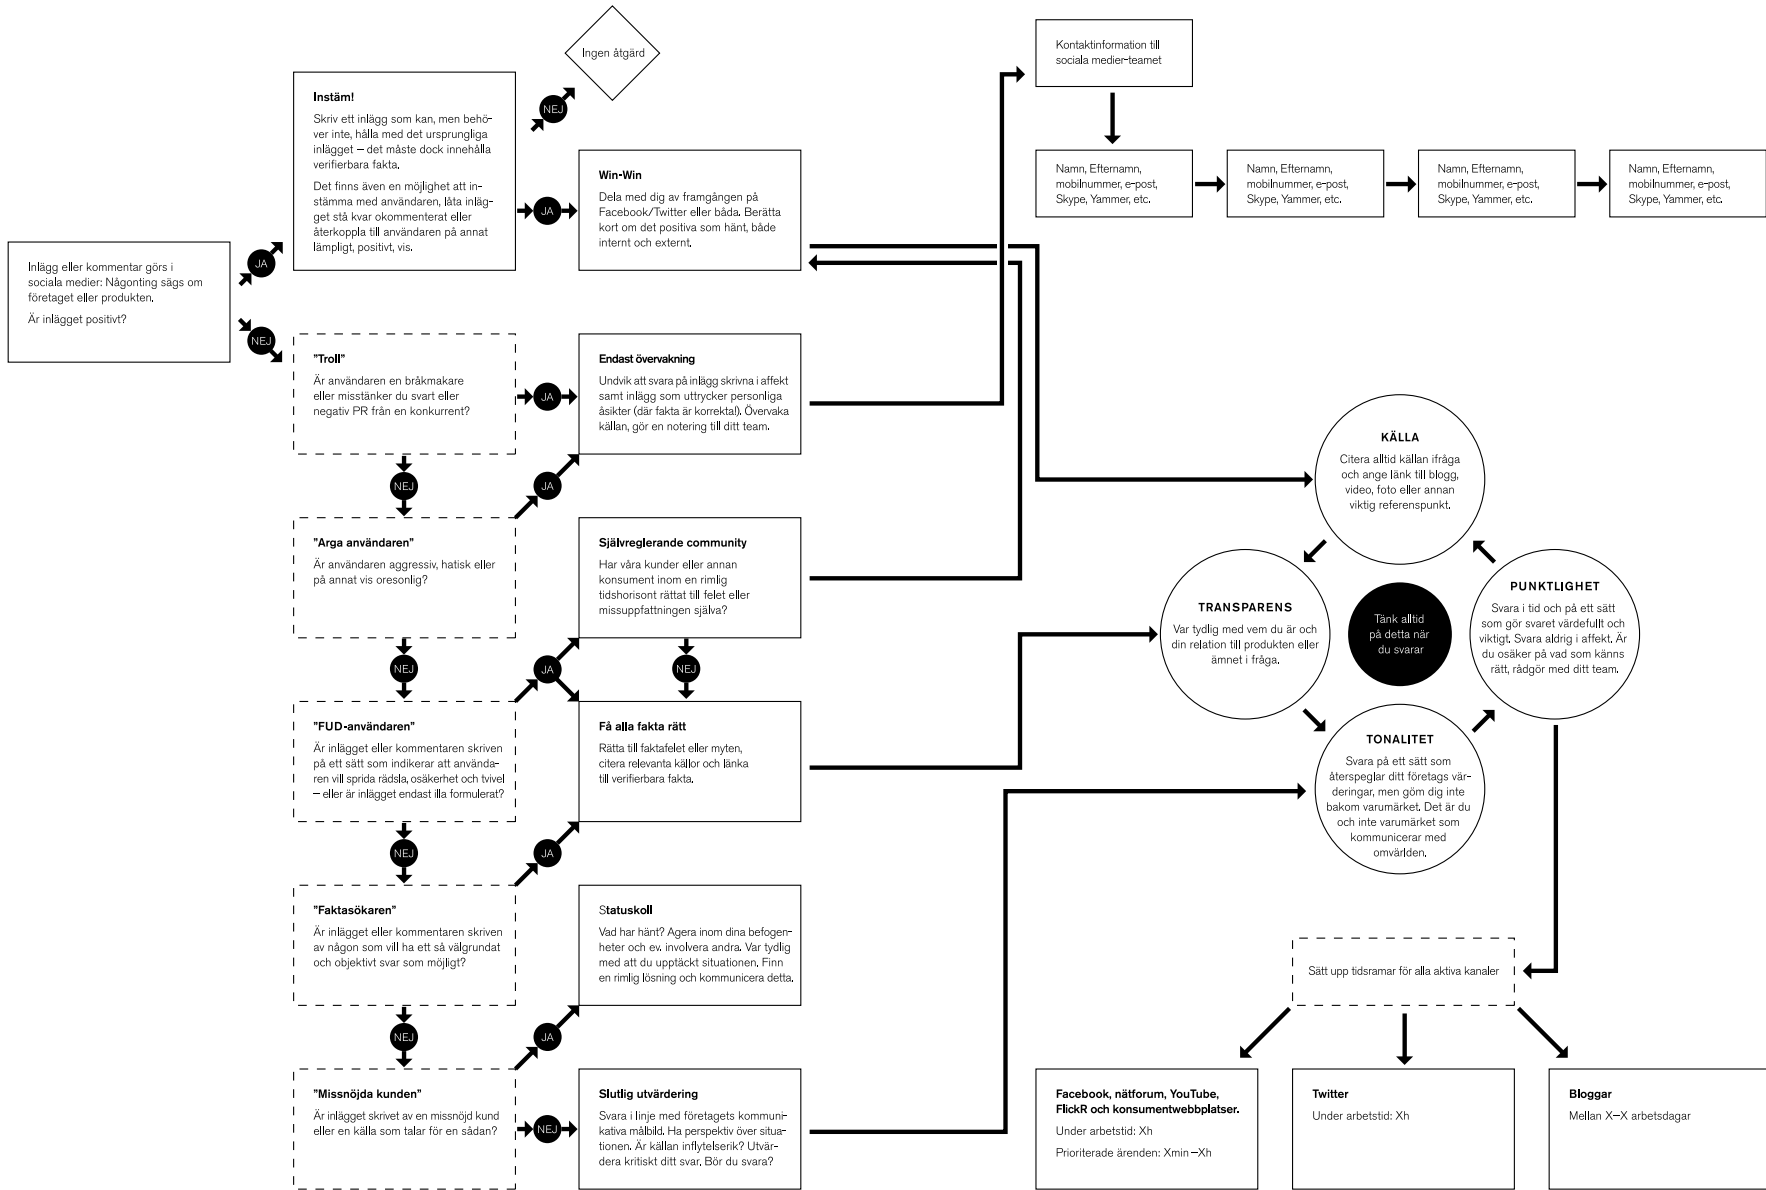 Inlägg eller kommentar görs i
sociala medier: Någonting sägs om
företaget eller produkten.
Är inlägget positivt?
JA
NEJ
Instäm!
Skriv ett inlägg som kan, men behö-
ver inte, hålla med det ursprungliga
inlägget – det måste dock innehålla
verifierbara fakta.
Det finns även en möjlighet att in-
stämma med användaren, låta inläg-
get stå kvar okommenterat eller
återkoppla till användaren på annat
lämpligt, positivt, vis.
NEJ
Ingen åtgärd
JA
Win-Win
Dela med dig av framgången på
Facebook/Twitter eller båda. Berätta
kort om det positiva som hänt, både
internt och externt.
"Troll"
Är användaren en bråkmakare
eller misstänker du svart eller
negativ PR från en konkurrent?
JA
Endast övervakning
Undvik att svara på inlägg skrivna i affekt
samt inlägg som uttrycker personliga
åsikter (där fakta är korrekta!). Övervaka
källan, gör en notering till ditt team.
NEJ
JA
"Arga användaren"
Är användaren aggressiv, hatisk eller
på annat vis oresonlig?
Självreglerande community
Har våra kunder eller annan
konsument inom en rimlig
tidshorisont rättat till felet eller
missuppfattningen själva?
NEJ
JA
NEJ
"FUD-användaren"
Är inlägget eller kommentaren skriven
på ett sätt som indikerar att använda-
ren vill sprida rädsla, osäkerhet och tvivel
– eller är inlägget endast illa formulerat?
Få alla fakta rätt
Rätta till faktafelet eller myten,
citera relevanta källor och länka
till verifierbara fakta.
NEJ
JA
"Faktasökaren"
Är inlägget eller kommentaren skriven
av någon som vill ha ett så välgrundat
och objektivt svar som möjligt?
Statuskoll
Vad har hänt? Agera inom dina befogen-
heter och ev. involvera andra. Var tydlig
med att du upptäckt situationen. Finn
en rimlig lösning och kommunicera detta.
NEJ
JA
"Missnöjda kunden"
Är inlägget skrivet av en missnöjd kund
eller en källa som talar för en sådan?
NEJ
Slutlig utvärdering
Svara i linje med företagets kommuni-
kativa målbild. Ha perspektiv över situa-
tionen. Är källan inflytelserik? Utvär-
dera kritiskt ditt svar. Bör du svara?
Kontaktinformation till
sociala medier-teamet
Namn, Efternamn,
mobilnummer, e-post,
Skype, Yammer, etc.
Namn, Efternamn,
mobilnummer, e-post,
Skype, Yammer, etc.
Namn, Efternamn,
mobilnummer, e-post,
Skype, Yammer, etc.
Namn, Efternamn,
mobilnummer, e-post,
Skype, Yammer, etc.
KÄLLA
Citera alltid källan ifråga
och ange länk till blogg,
video, foto eller annan
viktig referenspunkt.
TRANSPARENS
Var tydlig med vem du är och
din relation till produkten eller
ämnet i fråga.
Tänk alltid
på detta när
du svarar
PUNKTLIGHET
Svara i tid och på ett sätt
som gör svaret värdefullt och
viktigt. Svara aldrig i affekt. Är
du osäker på vad som känns
rätt, rådgör med ditt team.
TONALITET
Svara på ett sätt som
återspeglar ditt företags vär-
deringar, men göm dig inte
bakom varumärket. Det är du
och inte varumärket som
kommunicerar med
omvärlden.
Sätt upp tidsramar för alla aktiva kanaler
Facebook, nätforum, YouTube,
FlickR och konsumentwebbplatser.
Under arbetstid: Xh
Prioriterade ärenden: Xmin–Xh
Twitter
Under arbetstid: Xh
Bloggar
Mellan X–X arbetsdagar